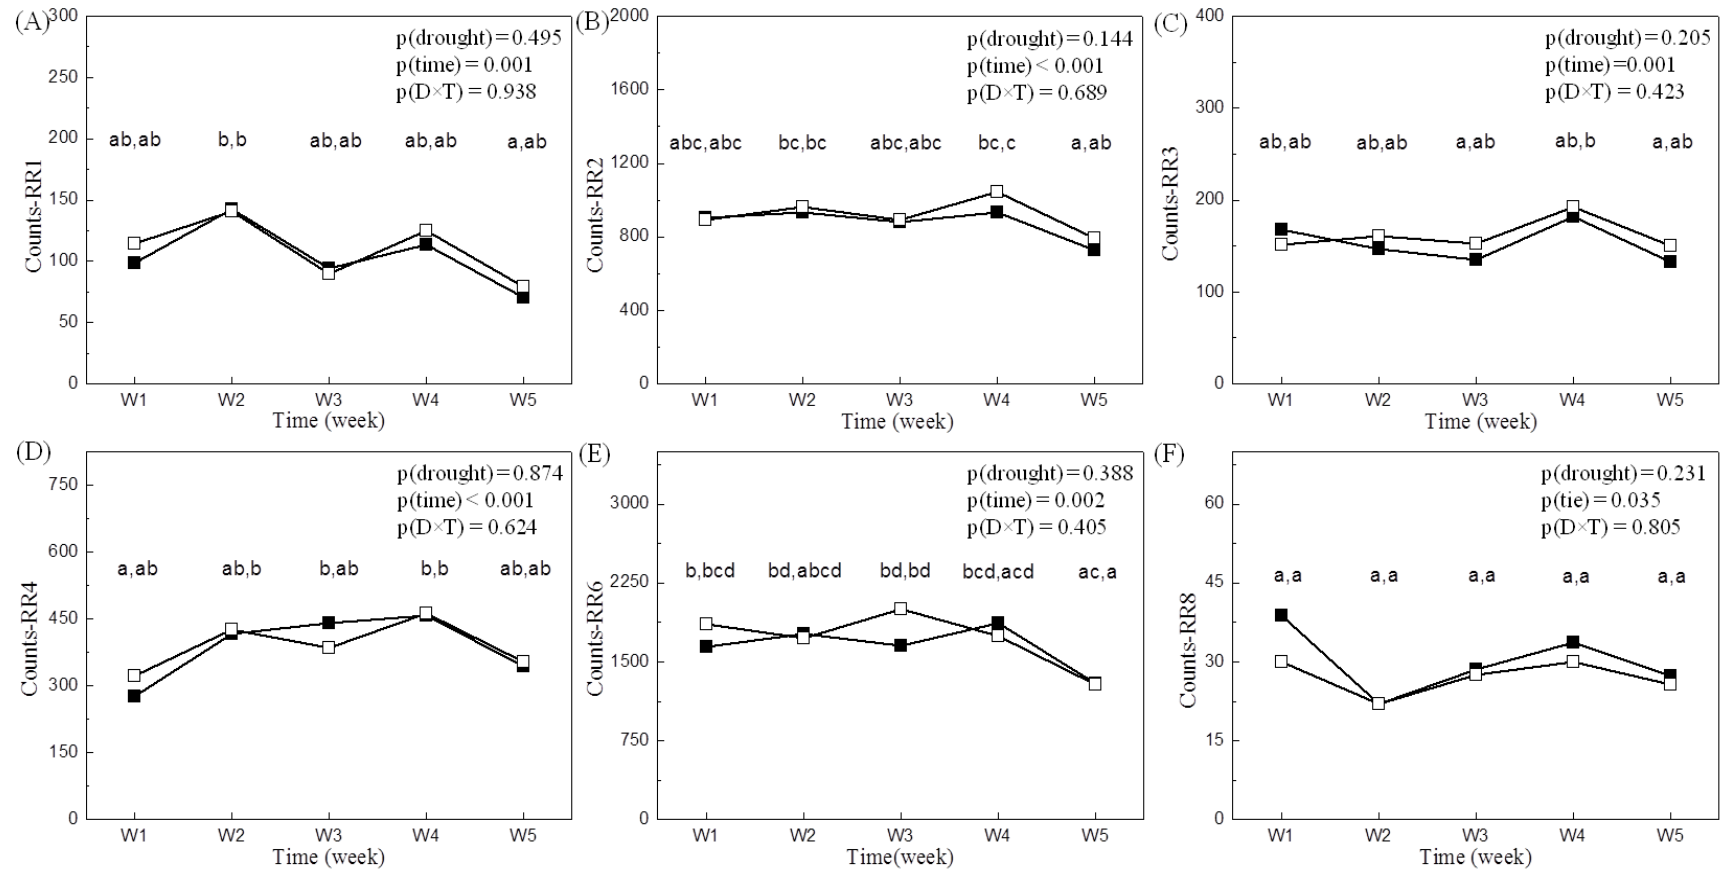 (A)
300
250
200
150
100
50
0
Counts-RR1
p(drought)=0.495
p(time)=0.001
p(D×T)=0.938
ab,ab b,b ab,ab ab,ab a,ab
W1 W2 W3 W4 W5
Time (week)
(B)
2000
1600
1200
800
400
0
Counts-RR2
p(drought)=0.144
p(time)<0.001
p(D×T)=0.689
abc,abc bc,bc abc,abc bc,c a,ab
W1 W2 W3 W4 W5
Time (week)
(C)
400
300
200
100
0
Counts-RR3
p(drought)=0.205
p(time)=0.001
p(D×T)=0.423
ab,ab ab,ab a,ab ab,b a,ab
W1 W2 W3 W4 W5
Time (week)
(D)
750
600
450
300
150
0
Counts-RR4
p(drought)=0.874
p(time)<0.001
p(D×T)=0.624
a,ab ab,b b,ab b,b ab,ab
W1 W2 W3 W4 W5
Time (week)
(E)
3000
2250
1500
750
0
Counts-RR6
p(drought)=0.388
p(time)=0.002
p(D×T)=0.405
b,bcd bd,abcd bd,bd bcd,acd ac,a
W1 W2 W3 W4 W5
Time(week)
(F)
60
45
30
15
0
Counts-RR8
p(drought)=0.231
p(tie)=0.035
p(D×T)=0.805
a,a a,a a,a a,a a,a
W1 W2 W3 W4 W5
Time (week)